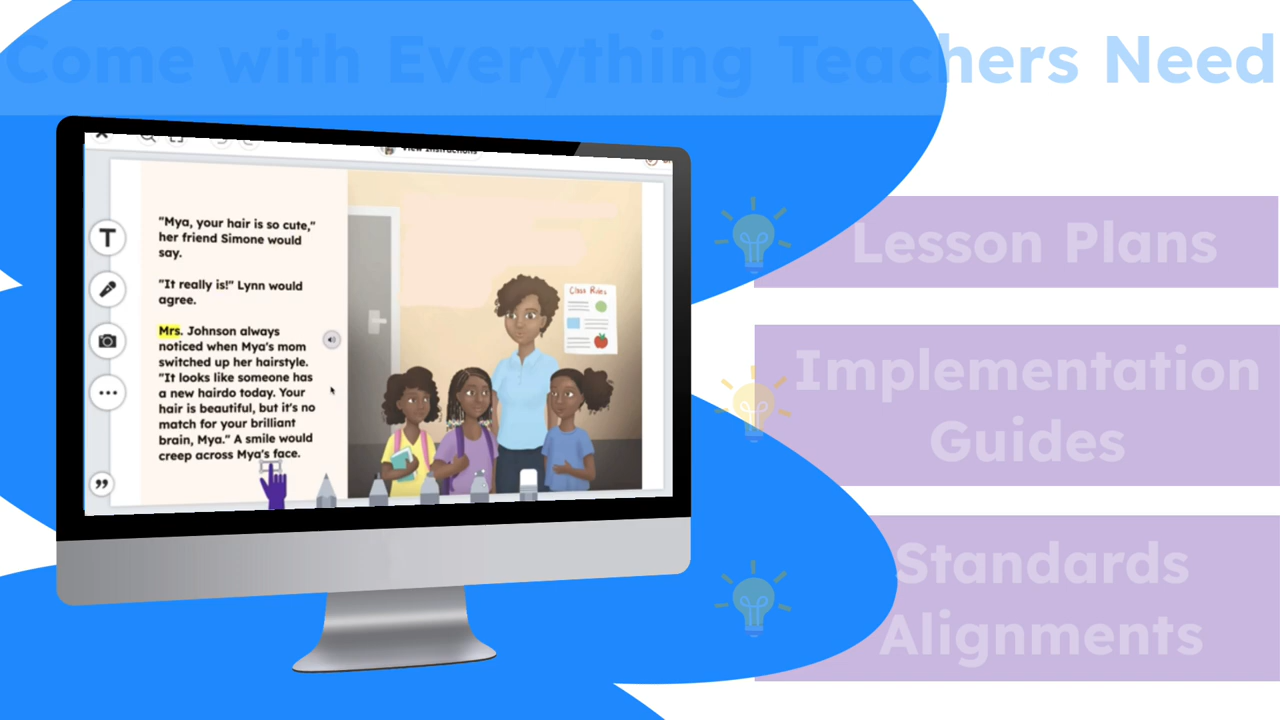 Come with Everything Teachers Need
View Instructions
"Mya, your hair is so cute,"
her friend Simone would
say.
"It really is!" Lynn would
agree.
Mrs. Johnson always
noticed when Mya's mom
switched up her hairstyle.
"It looks like someone has
a new hairdo today. Your
hair is beautiful, but it's no
match for your brilliant
brain, Mya." A smile would
creep across Mya's face.
Class Rules
T
Lesson Plans
Implementation
Guides
Standards
Alignments